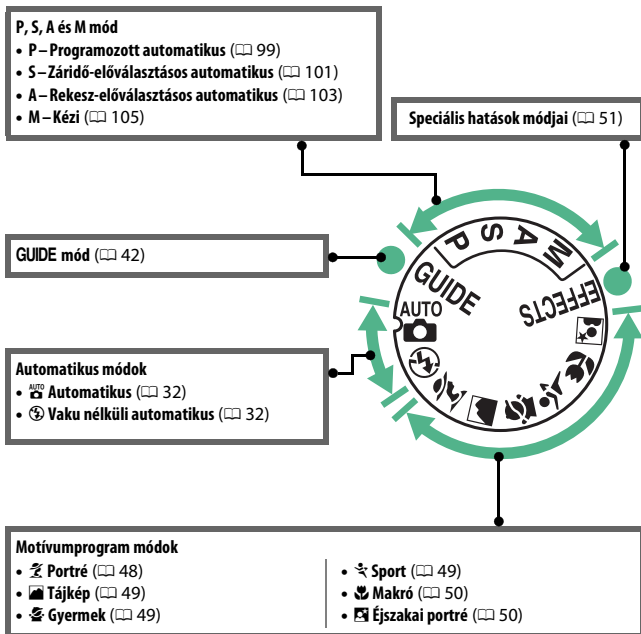 P, S, A és M mód
• P – Programozott automatikus (🕮 99)
• S – Záridő-előválasztásos automatikus (🕮 101)
• A – Rekesz-előválasztásos automatikus (🕮 103)
• M – Kézi (🕮 105)
Speciális hatások módjai (🕮 51)
GUIDE mód (🕮 42)
P S A M
GUIDE
EFFECTS
AUTO
Automatikus módok
• AUTO Automatikus (🕮 32)
• Vaku nélküli automatikus (🕮 32)
Motívumprogram módok
• Portré (🕮 48)
• Tájkép (🕮 49)
• Gyermek (🕮 49)
• Sport (🕮 49)
• Makró (🕮 50)
• Éjszakai portré (🕮 50)